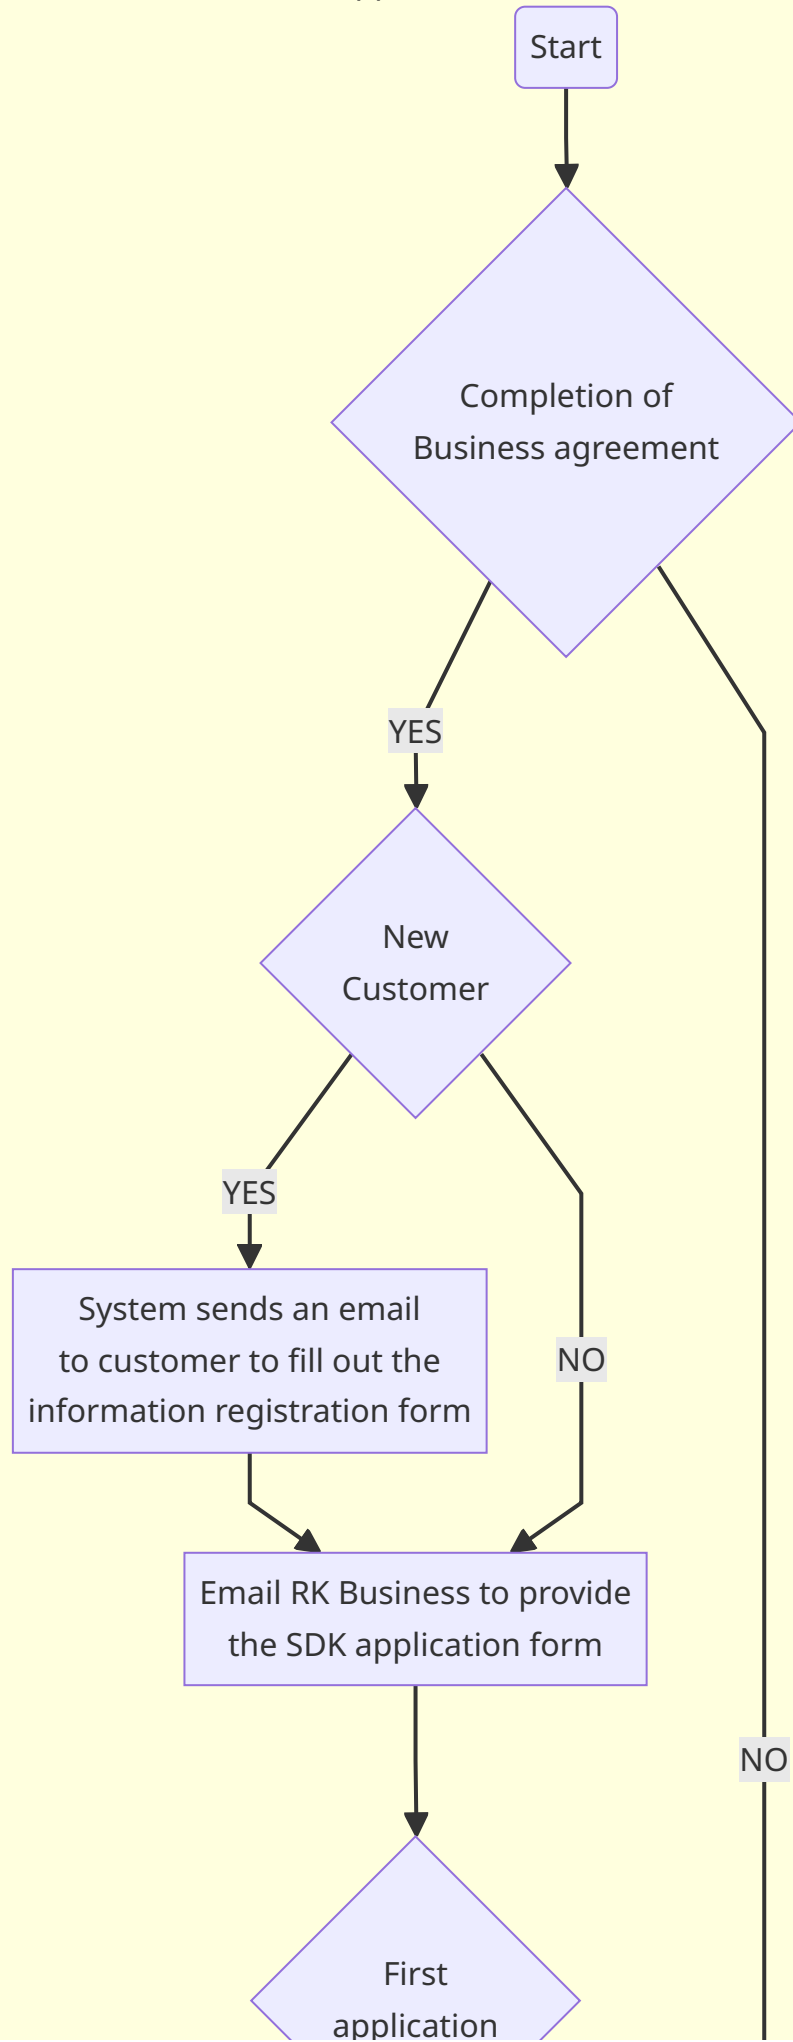 Start
Completion of
Business agreement
YES
New
Customer
YES
System sends an email
to customer to fill out the
information registration form
NO
Email RK Business to provide
the SDK application form
NO
First
application